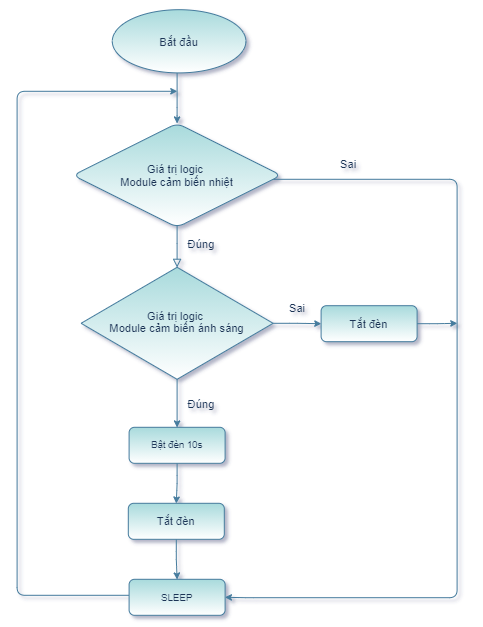 Bắt đầu
Giá trị logic
Module cảm biến nhiệt
Sai
Đúng
Giá trị logic
Module cảm biến ánh sáng
Sai
Tắt đèn
Đúng
Bật đèn 10s
Tắt đèn
SLEEP